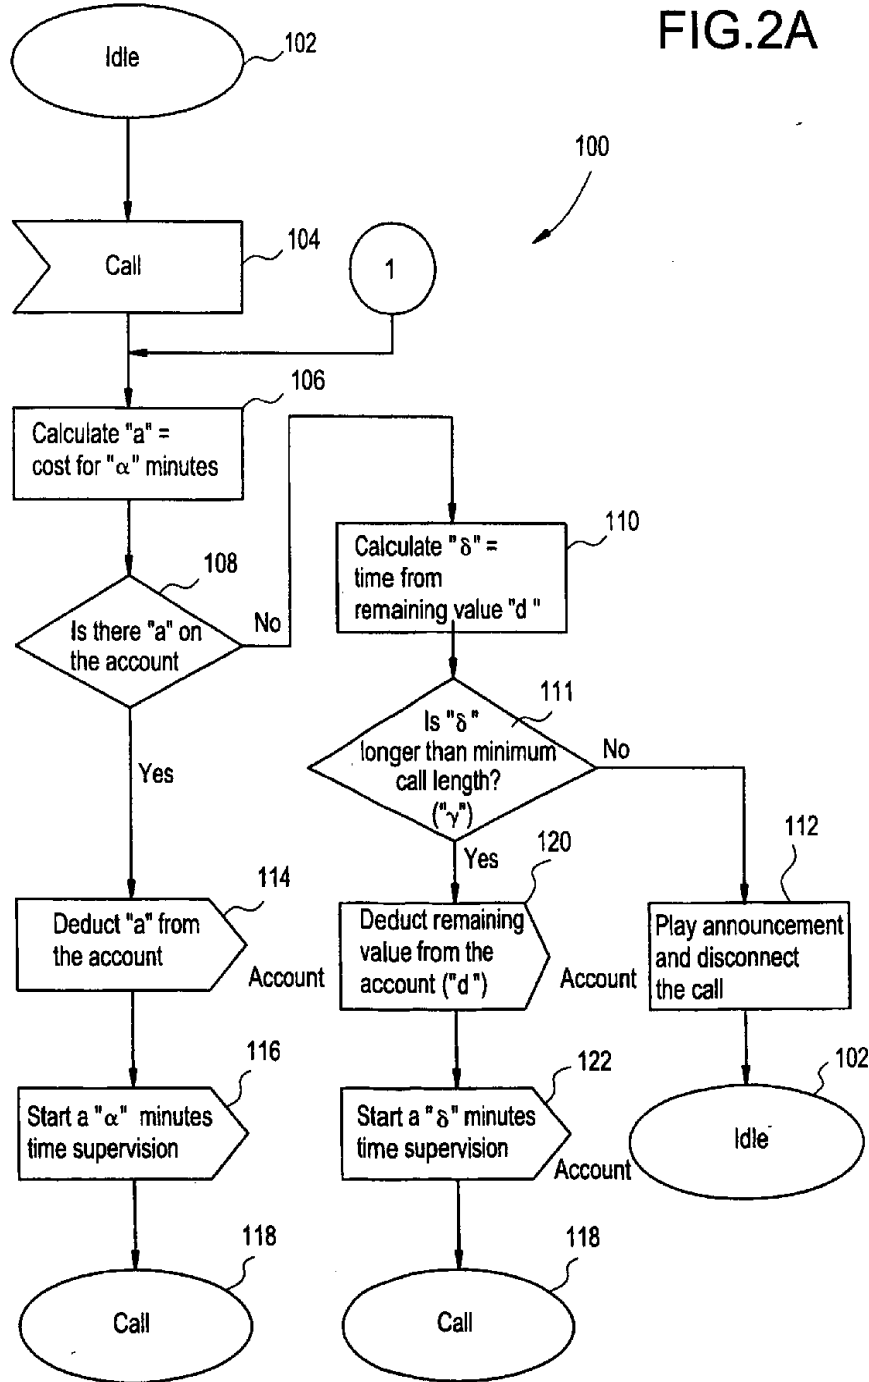 FIG.2A
Idle
102
100
Call
104
1
106
Calculate "a" =
cost for "α" minutes
110
Calculate "δ" =
time from
remaining value "d "
108
Is there "a" on
the account
No
111
Is "δ"
longer than minimum
call length?
("γ")
No
Yes
Yes
114
Deduct "a" from
the account
Account
120
Deduct remaining
value from the
account ("d")
Account
112
Play announcement
and disconnect
the call
116
Start a "α" minutes
time supervision
122
Start a "δ" minutes
time supervision
Account
102
Idle
118
Call
118
Call